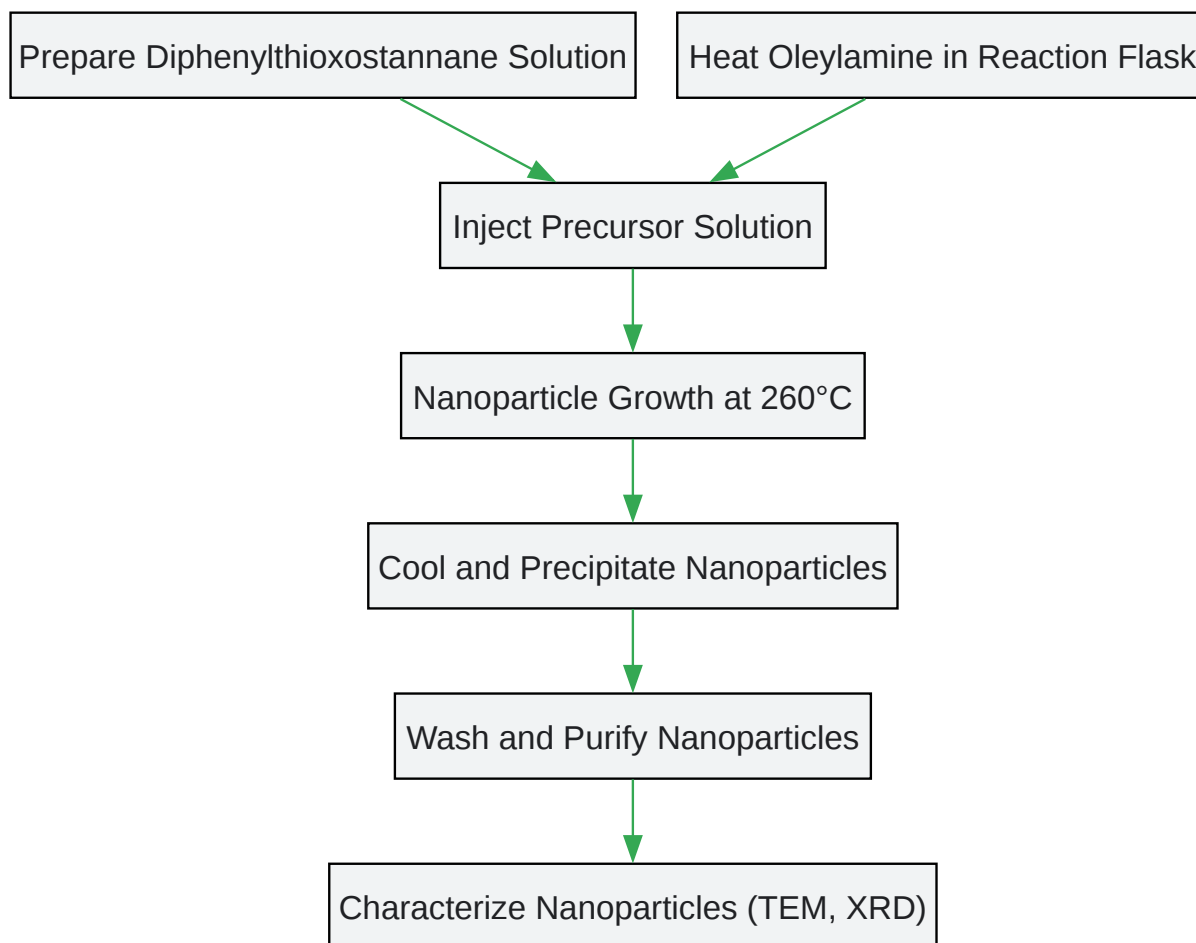 Prepare Diphenylthioxostannane Solution
Heat Oleylamine in Reaction Flask
Inject Precursor Solution
Nanoparticle Growth at 260°C
Cool and Precipitate Nanoparticles
Wash and Purify Nanoparticles
Characterize Nanoparticles (TEM, XRD)